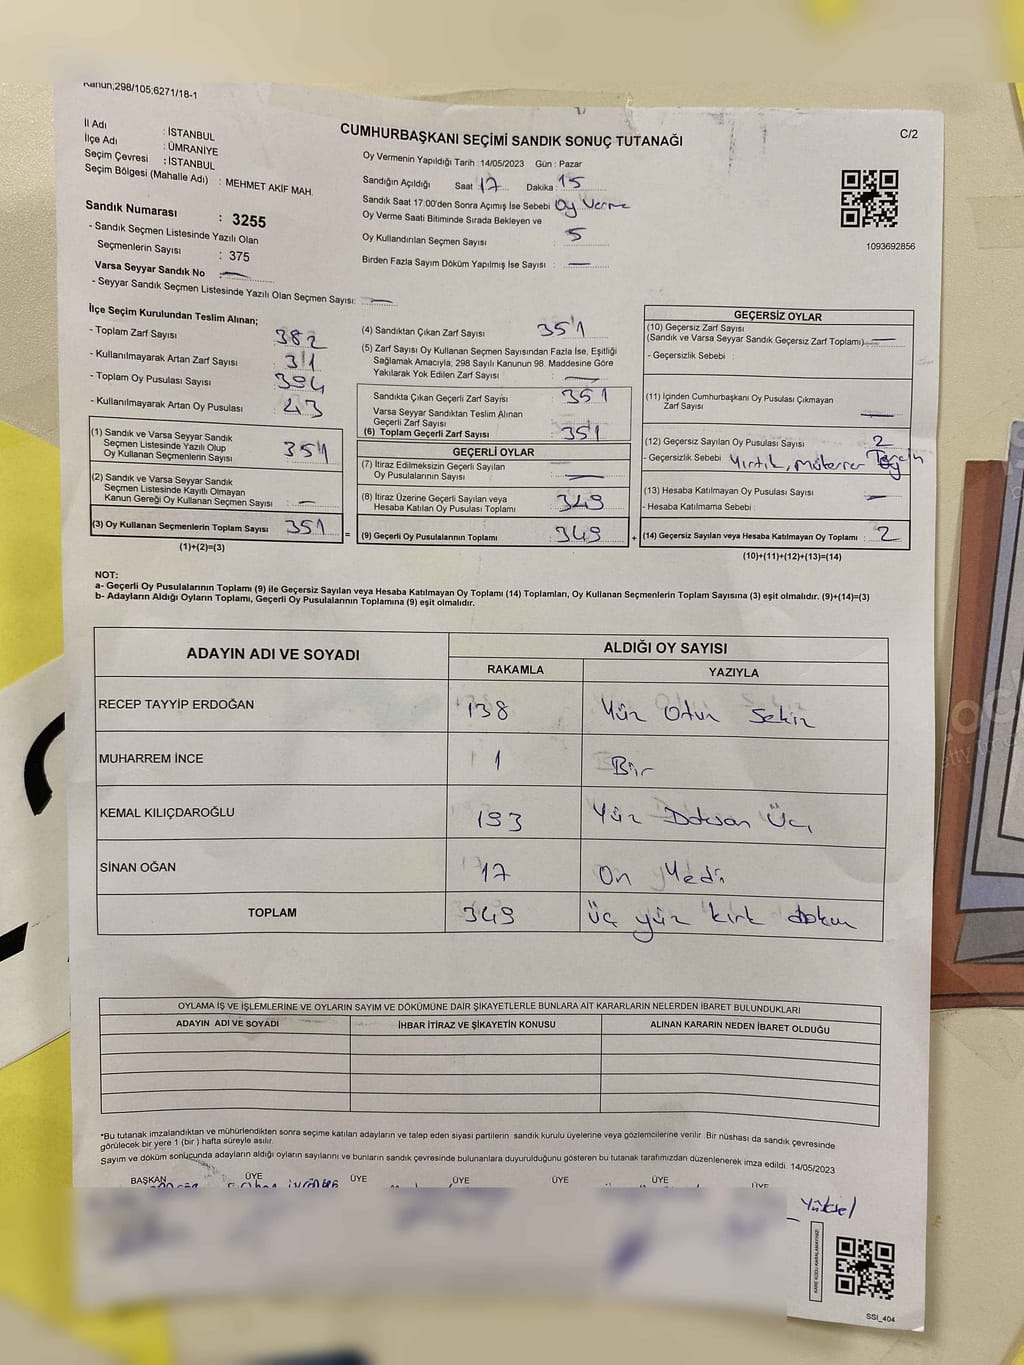 Kanun;298/105;6271/18-1
C/2
CUMHURBAŞKANI SEÇİMİ SANDIK SONUÇ TUTANAĞI
İl Adı : İSTANBUL
İlçe Adı : ÜMRANİYE
Seçim Çevresi : İSTANBUL
Seçim Bölgesi (Mahalle Adı) : MEHMET AKİF MAH.
Sandık Numarası : 3255
- Sandık Seçmen Listesinde Yazılı Olan
Seçmenlerin Sayısı : 375
Varsa Seyyar Sandık No : —
- Seyyar Sandık Seçmen Listesinde Yazılı Olan Seçmen Sayısı: —
Oy Vermenin Yapıldığı Tarih : 14/05/2023 Gün : Pazar
Sandığın Açıldığı Saat 17 Dakika : 15
Sandık Saat 17:00'den Sonra Açımış İse Sebebi Oy Verme
Oy Verme Saati Bitiminde Sırada Bekleyen ve
Oy Kullandırılan Seçmen Sayısı : 5
Birden Fazla Sayım Döküm Yapılmış İse Sayısı : —
1093692856
İlçe Seçim Kurulundan Teslim Alınan;
- Toplam Zarf Sayısı : 382
- Kullanılmayarak Artan Zarf Sayısı : 31
- Toplam Oy Pusulası Sayısı : 394
- Kullanılmayarak Artan Oy Pusulası : 43
(1) Sandık ve Varsa Seyyar Sandık
Seçmen Listesinde Yazılı Olup
Oy Kullanan Seçmenlerin Sayısı : 351
(2) Sandık ve Varsa Seyyar Sandık
Seçmen Listesinde Kayıtlı Olmayan
Kanun Gereği Oy Kullanan Seçmen Sayısı : —
(3) Oy Kullanan Seçmenlerin Toplam Sayısı : 351 =
(1)+(2)=(3)
(4) Sandıktan Çıkan Zarf Sayısı : 351
(5) Zarf Sayısı Oy Kullanan Seçmen Sayısından Fazla İse, Eşitliği
Sağlamak Amacıyla; 298 Sayılı Kanunun 98. Maddesine Göre
Yakılarak Yok Edilen Zarf Sayısı : —
Sandıkta Çıkan Geçerli Zarf Sayısı : 351
Varsa Seyyar Sandıktan Teslim Alınan
Geçerli Zarf Sayısı :
(6) Toplam Geçerli Zarf Sayısı : 351
GEÇERLİ OYLAR
(7) İtiraz Edilmeksizin Geçerli Sayılan
Oy Pusulalarının Sayısı : —
(8) İtiraz Üzerine Geçerli Sayılan veya
Hesaba Katılan Oy Pusulası Toplamı : 349
(9) Geçerli Oy Pusulalarının Toplamı : 349 +
GEÇERSİZ OYLAR
(10) Geçersiz Zarf Sayısı
(Sandık ve Varsa Seyyar Sandık Geçersiz Zarf Toplamı) —
- Geçersizlik Sebebi :
(11) İçinden Cumhurbaşkanı Oy Pusulası Çıkmayan
Zarf Sayısı : —
(12) Geçersiz Sayılan Oy Pusulası Sayısı : 2
- Geçersizlik Sebebi Yırtık, mükerrer Tercih
(13) Hesaba Katılmayan Oy Pusulası Sayısı : —
- Hesaba Katılmama Sebebi :
(14) Geçersiz Sayılan veya Hesaba Katılmayan Oy Toplamı : 2
(10)+(11)+(12)+(13)=(14)
NOT:
a- Geçerli Oy Pusulalarının Toplamı (9) ile Geçersiz Sayılan veya Hesaba Katılmayan Oy Toplamı (14) Toplamları, Oy Kullanan Seçmenlerin Toplam Sayısına (3) eşit olmalıdır. (9)+(14)=(3)
b- Adayların Aldığı Oyların Toplamı, Geçerli Oy Pusulalarının Toplamına (9) eşit olmalıdır.
ADAYIN ADI VE SOYADI ALDIĞI OY SAYISI
RAKAMLA YAZIYLA
RECEP TAYYİP ERDOĞAN 138 Yüz Otuz Sekiz
MUHARREM İNCE 1 Bir
KEMAL KILIÇDAROĞLU 193 Yüz Doksan Üç
SİNAN OĞAN 17 On Yedi
TOPLAM 349 Üç yüz kırk dokuz
OYLAMA İŞ VE İŞLEMLERİNE VE OYLARIN SAYIM VE DÖKÜMÜNE DAİR ŞİKAYETLERLE BUNLARA AİT KARARLARIN NELERDEN İBARET BULUNDUKLARI
ADAYIN ADI VE SOYADI İHBAR İTİRAZ VE ŞİKAYETİN KONUSU ALINAN KARARIN NEDEN İBARET OLDUĞU
*Bu tutanak imzalandıktan ve mühürlendikten sonra seçime katılan adayların ve talep eden siyasi partilerin sandık kurulu üyelerine veya gözlemcilerine verilir. Bir nüshası da sandık çevresinde
görülecek bir yere 1 (bir) hafta süreyle asılır.
Sayım ve döküm sonucunda adayların aldığı oyların sayılarını ve bunların sandık çevresinde bulunanlara duyurulduğunu gösteren bu tutanak tarafımızdan düzenlenerek imza edildi. 14/05/2023
BAŞKAN ÜYE ÜYE ÜYE ÜYE ÜYE ÜYE
Yüksel
SSI_404